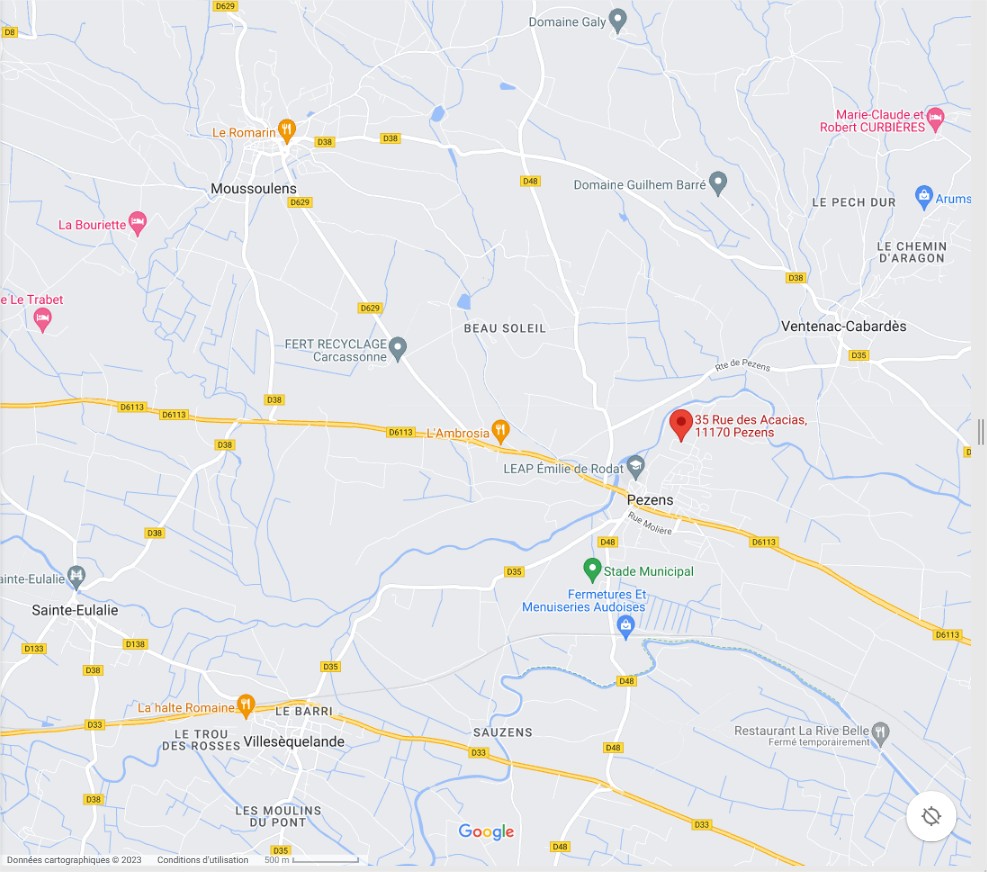 D629
Domaine Galy
D8
Marie-Claude et
Robert CURBIÈRES
Le Romarin
D38
D38
D48
Domaine Guilhem Barré
Moussoulens
D629
LE PECH DUR
Arums
La Bouriette
LE CHEMIN
D'ARAGON
D38
e Le Trabet
D629
BEAU SOLEIL
Ventenac-Cabardès
FERT RECYCLAGE
Carcassonne
D35
Rte de Pezens
D38
D6113
D6113
35 Rue des Acacias,
11170 Pezens
D6113
L'Ambrosia
D38
D
LEAP Émilie de Rodat
Pezens
Rue Molière
D38
D48
D6113
D35
Stade Municipal
ainte-Eulalie
Fermetures Et
Menuiseries Audoises
Sainte-Eulalie
D6113
D133
D138
D38
D35
D48
La halte Romaine
LE BARRI
D33
LE TROU
DES ROSSES
Villesèquelande
SAUZENS
Restaurant La Rive Belle
Fermé temporairement
D33
D48
D38
LES MOULINS
DU PONT
Google
D33
D35
D48
Données cartographiques © 2023 Conditions d'utilisation 500 m